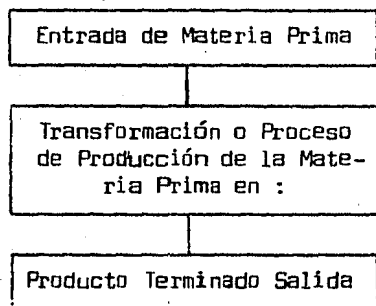 Entrada de Materia Prima
Transformación o Proceso
de Producción de la Mate-
ria Prima en :
Producto Terminado Salida